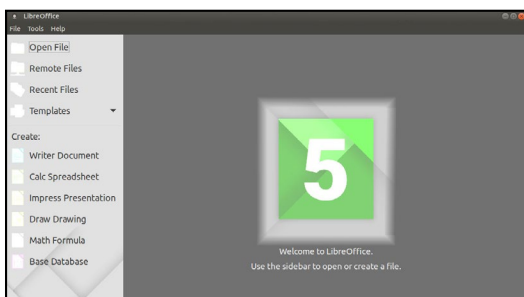 LibreOffice
File Tools Help
Open File
Remote Files
Recent Files
Templates
Create:
Writer Document
Calc Spreadsheet
Impress Presentation
Draw Drawing
Math Formula
Base Database
5
Welcome to LibreOffice.
Use the sidebar to open or create a file.